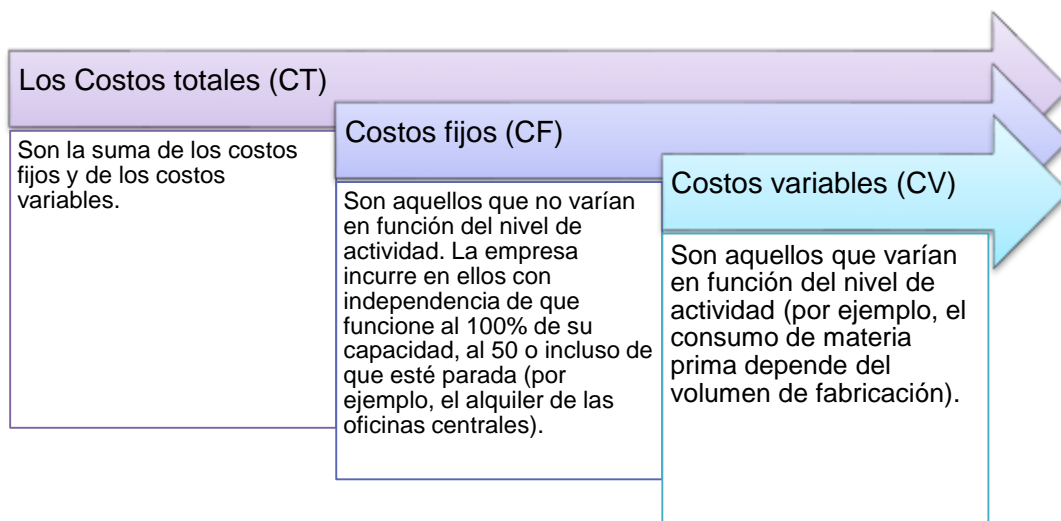 Los Costos totales (CT)
Son la suma de los costos
fijos y de los costos
variables.
Costos fijos (CF)
Son aquellos que no varían
en función del nivel de
actividad. La empresa
incurre en ellos con
independencia de que
funcione al 100% de su
capacidad, al 50 o incluso de
que esté parada (por
ejemplo, el alquiler de las
oficinas centrales).
Costos variables (CV)
Son aquellos que varían
en función del nivel de
actividad (por ejemplo, el
consumo de materia
prima depende del
volumen de fabricación).